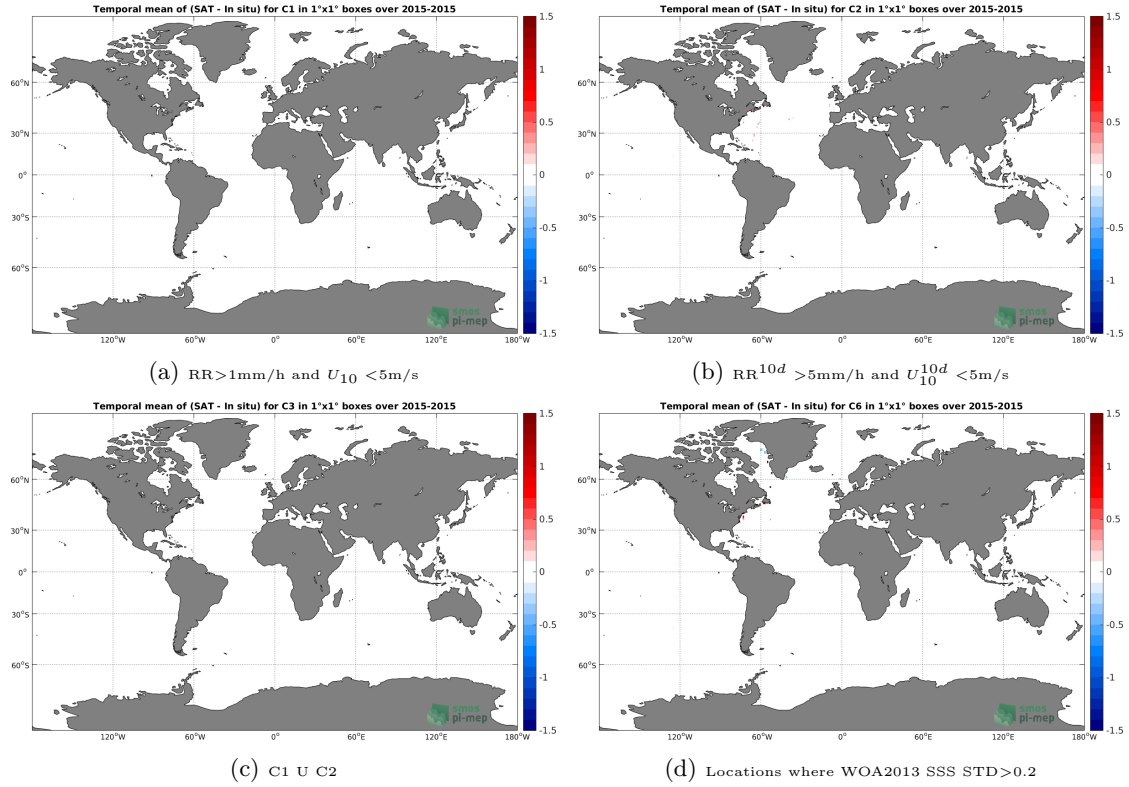 Temporal mean of (SAT - In situ) for C1 in 1°x1° boxes over 2015-2015
60°N
30°N
0°
30°S
60°S
120°W 60°W 0° 60°E 120°E 180°W
1.5
1
0.5
0
-0.5
-1
-1.5
smos
pi-mep
(a) RR>1mm/h and U10 <5m/s
Temporal mean of (SAT - In situ) for C2 in 1°x1° boxes over 2015-2015
60°N
30°N
0°
30°S
60°S
120°W 60°W 0° 60°E 120°E 180°W
1.5
1
0.5
0
-0.5
-1
-1.5
smos
pi-mep
(b) RR10d >5mm/h and U10 10d <5m/s
Temporal mean of (SAT - In situ) for C3 in 1°x1° boxes over 2015-2015
60°N
30°N
0°
30°S
60°S
120°W 60°W 0° 60°E 120°E 180°W
1.5
1
0.5
0
-0.5
-1
-1.5
smos
pi-mep
(c) C1 U C2
Temporal mean of (SAT - In situ) for C6 in 1°x1° boxes over 2015-2015
60°N
30°N
0°
30°S
60°S
120°W 60°W 0° 60°E 120°E 180°W
1.5
1
0.5
0
-0.5
-1
-1.5
smos
pi-mep
(d) Locations where WOA2013 SSS STD>0.2